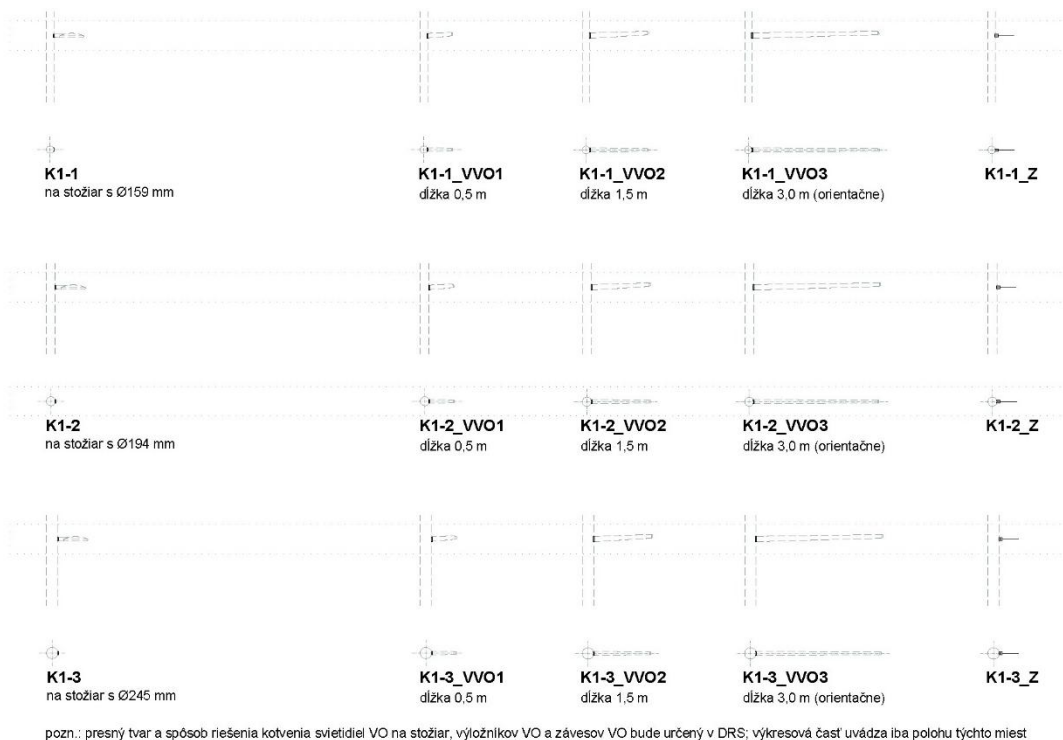 K1-1 K1-1_VVO1 K1-1_VVO2 K1-1_VVO3 K1-1_Z
na stožiar s Ø159 mm dĺžka 0,5 m dĺžka 1,5 m dĺžka 3,0 m (orientačne)
K1-2 K1-2_VVO1 K1-2_VVO2 K1-2_VVO3 K1-2_Z
na stožiar s Ø194 mm dĺžka 0,5 m dĺžka 1,5 m dĺžka 3,0 m (orientačne)
K1-3 K1-3_VVO1 K1-3_VVO2 K1-3_VVO3 K1-3_Z
na stožiar s Ø245 mm dĺžka 0,5 m dĺžka 1,5 m dĺžka 3,0 m (orientačne)
pozn.: presný tvar a spôsob riešenia kotvenia svietidiel VO na stožiar, výložníkov VO a závesov VO bude určený v DRS; výkresová časť uvádza iba polohu týchto miest